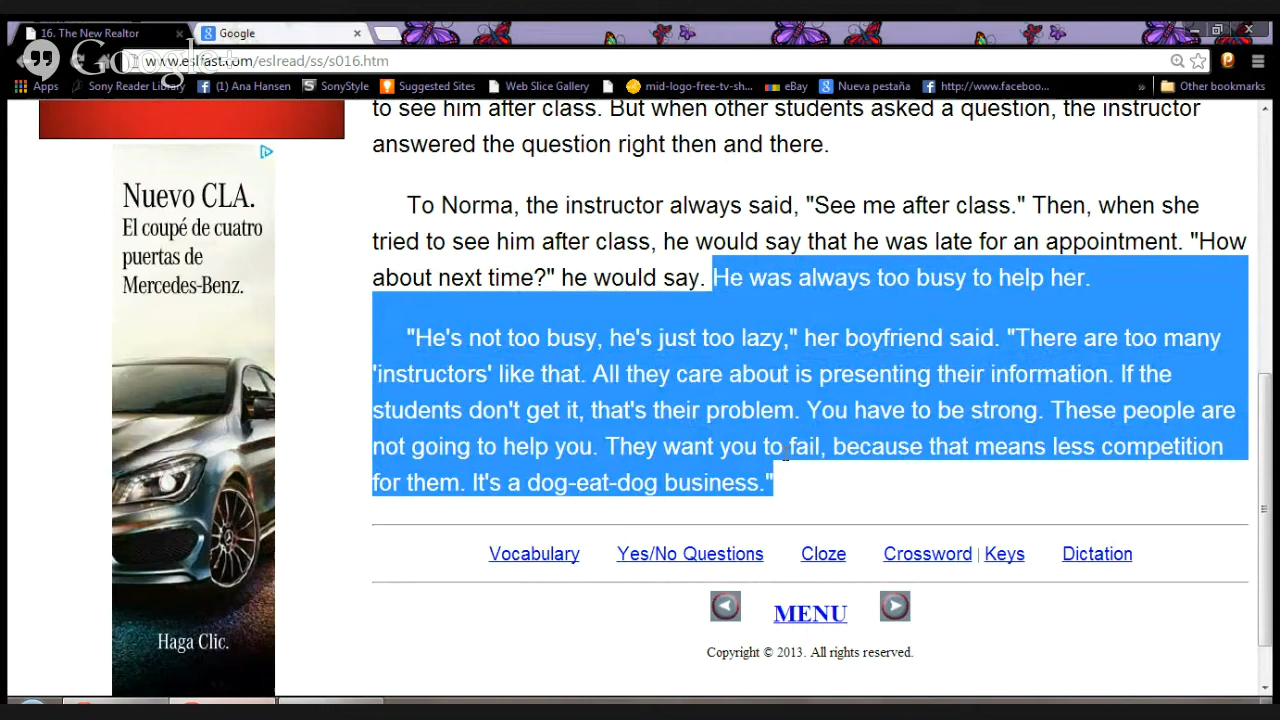 16. The New Realtor
Google
Google+
www.eslfast.com/eslread/ss/s016.htm
Apps
Sony Reader Library
(1) Ana Hansen
SonyStyle
Suggested Sites
Web Slice Gallery
mid-logo-free-tv-sh...
eBay
Nueva pestaña
http://www.faceboo...
»
Other bookmarks
to see him after class. But when other students asked a question, the instructor
answered the question right then and there.
To Norma, the instructor always said, "See me after class." Then, when she
tried to see him after class, he would say that he was late for an appointment. "How
about next time?" he would say. He was always too busy to help her.
"He's not too busy, he's just too lazy," her boyfriend said. "There are too many
'instructors' like that. All they care about is presenting their information. If the
students don't get it, that's their problem. You have to be strong. These people are
not going to help you. They want you to fail, because that means less competition
for them. It's a dog-eat-dog business."
Nuevo CLA.
El coupé de cuatro
puertas de
Mercedes-Benz.
Haga Clic.
Vocabulary Yes/No Questions Cloze Crossword | Keys Dictation
MENU
Copyright © 2013. All rights reserved.